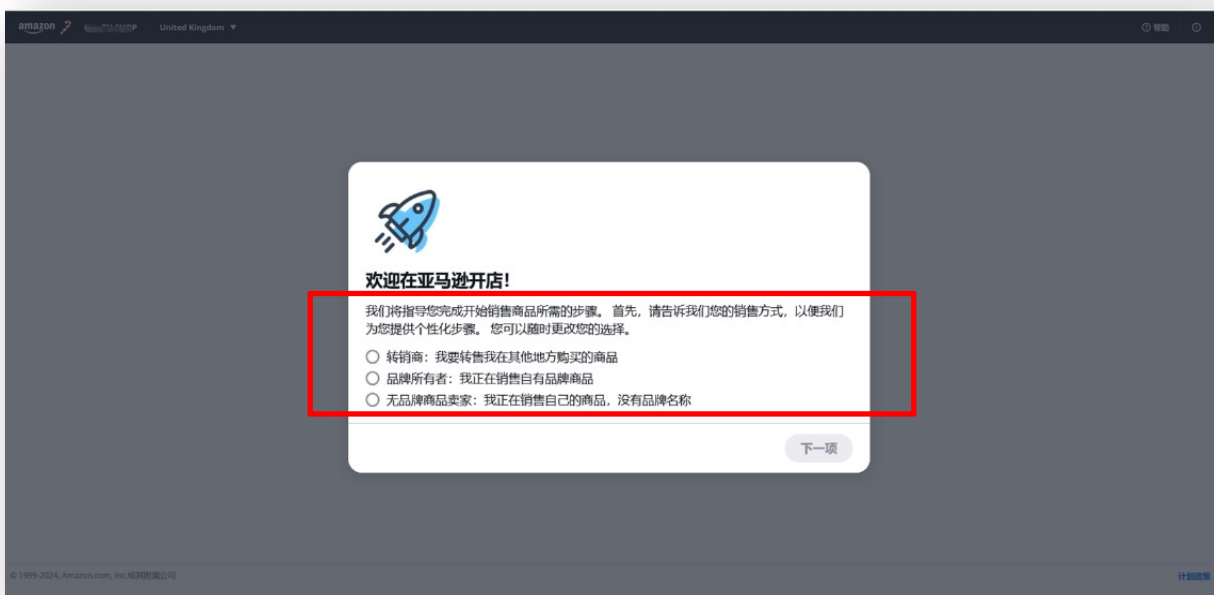 amazon
United Kingdom ▼
帮助
欢迎在亚马逊开店!
我们将指导您完成开始销售商品所需的步骤。 首先，请告诉我们您的销售方式，以便我们
为您提供个性化步骤。 您可以随时更改您的选择。
转销商：我要转售我在其他地方购买的商品
品牌所有者：我正在销售自有品牌商品
无品牌商品卖家：我正在销售自己的商品，没有品牌名称
下一项
© 1999-2024, Amazon.com, Inc.或其附属公司
计划政策